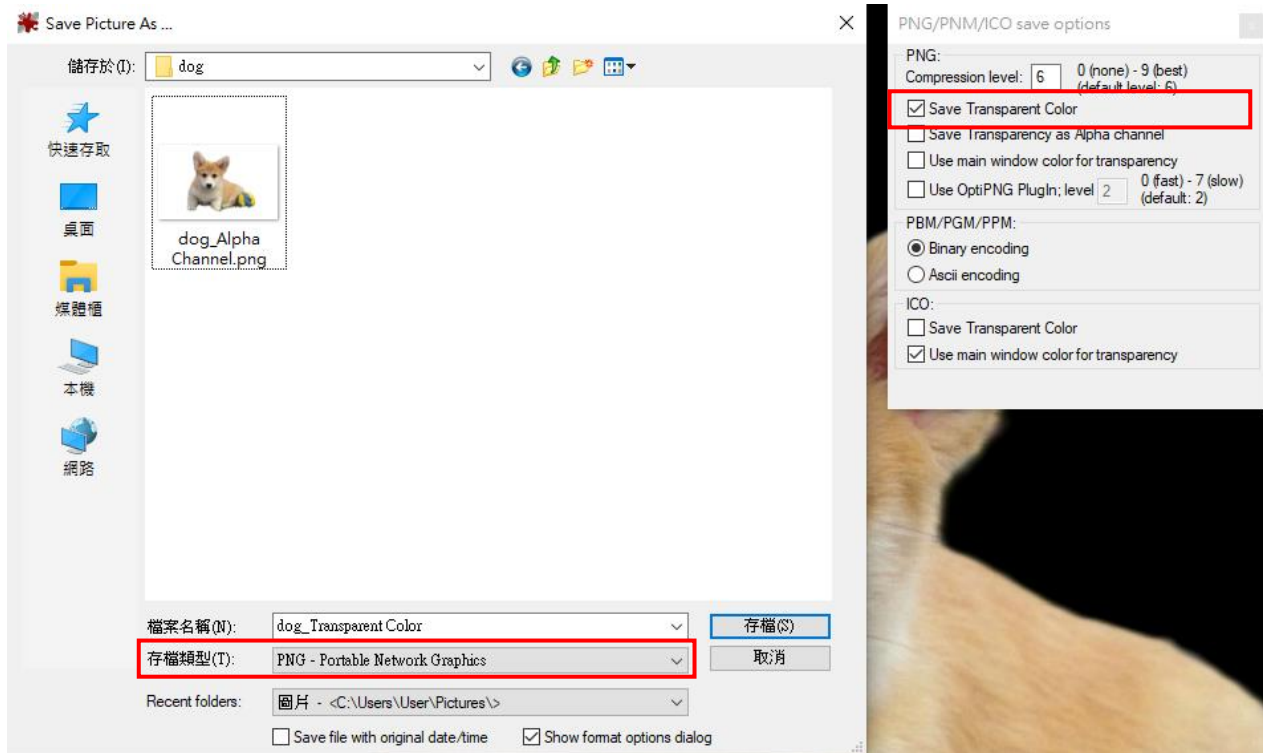 Save Picture As ...
儲存於(I):
dog
快速存取
桌面
媒體櫃
本機
網路
dog_Alpha
Channel.png
檔案名稱(N):
dog_Transparent Color
存檔(S)
存檔類型(T):
PNG - Portable Network Graphics
取消
Recent folders:
圖片 - <C:\Users\User\Pictures\>
Save file with original date/time
Show format options dialog
PNG/PNM/ICO save options
PNG:
Compression level: 6
0 (none) - 9 (best)
(default level: 6)
Save Transparent Color
Save Transparency as Alpha channel
Use main window color for transparency
Use OptiPNG PlugIn; level 2
0 (fast) - 7 (slow)
(default: 2)
PBM/PGM/PPM:
Binary encoding
Ascii encoding
ICO:
Save Transparent Color
Use main window color for transparency